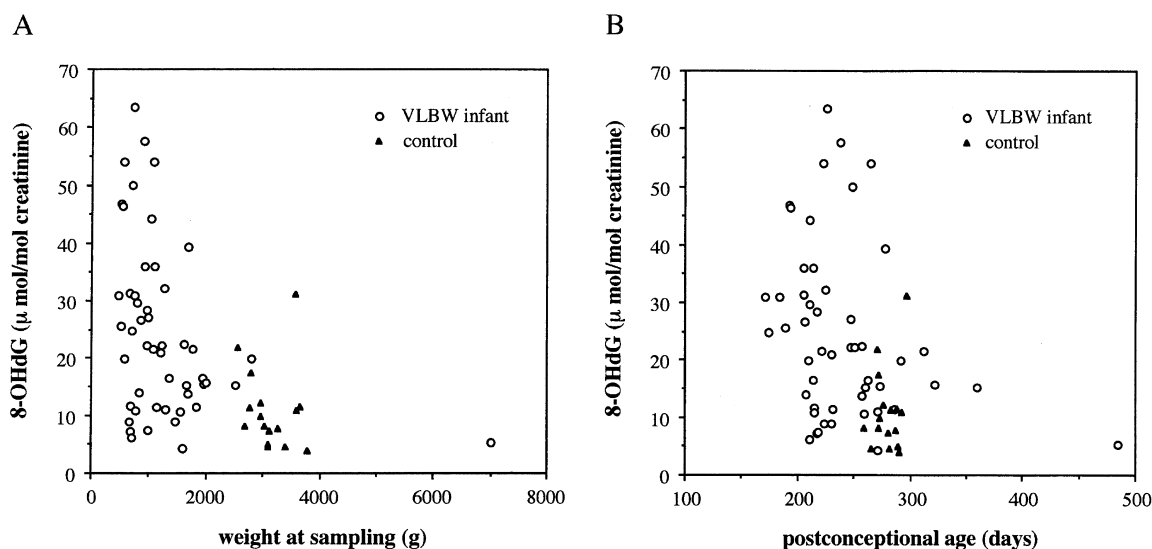 A
B
70
60
50
40
30
20
10
0
8-OHdG (μ mol/mol creatinine)
VLBW infant
control
0 2000 4000 6000 8000
weight at sampling (g)
70
60
50
40
30
20
10
0
8-OHdG (μ mol/mol creatinine)
VLBW infant
control
100 200 300 400 500
postconceptional age (days)